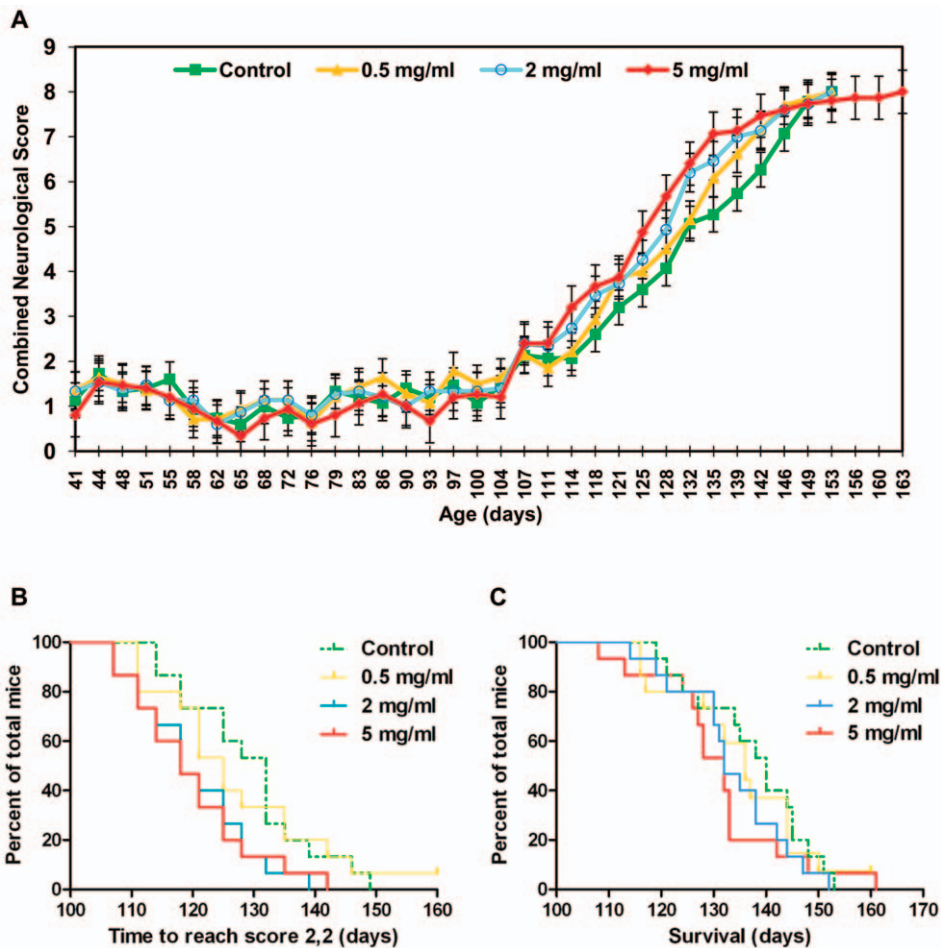 A
Control 0.5 mg/ml 2 mg/ml 5 mg/ml
Combined Neurological Score
9
8
7
6
5
4
3
2
1
0
41 44 48 51 55 58 62 65 68 72 76 79 83 86 90 93 97 100 104 107 111 114 118 121 125 128 132 135 139 142 146 149 153 156 160 163
Age (days)
B
Percent of total mice
100
80
60
40
20
0
Control
0.5 mg/ml
2 mg/ml
5 mg/ml
100 110 120 130 140 150 160
Time to reach score 2,2 (days)
C
Percent of total mice
100
80
60
40
20
0
Control
0.5 mg/ml
2 mg/ml
5 mg/ml
100 110 120 130 140 150 160 170
Survival (days)